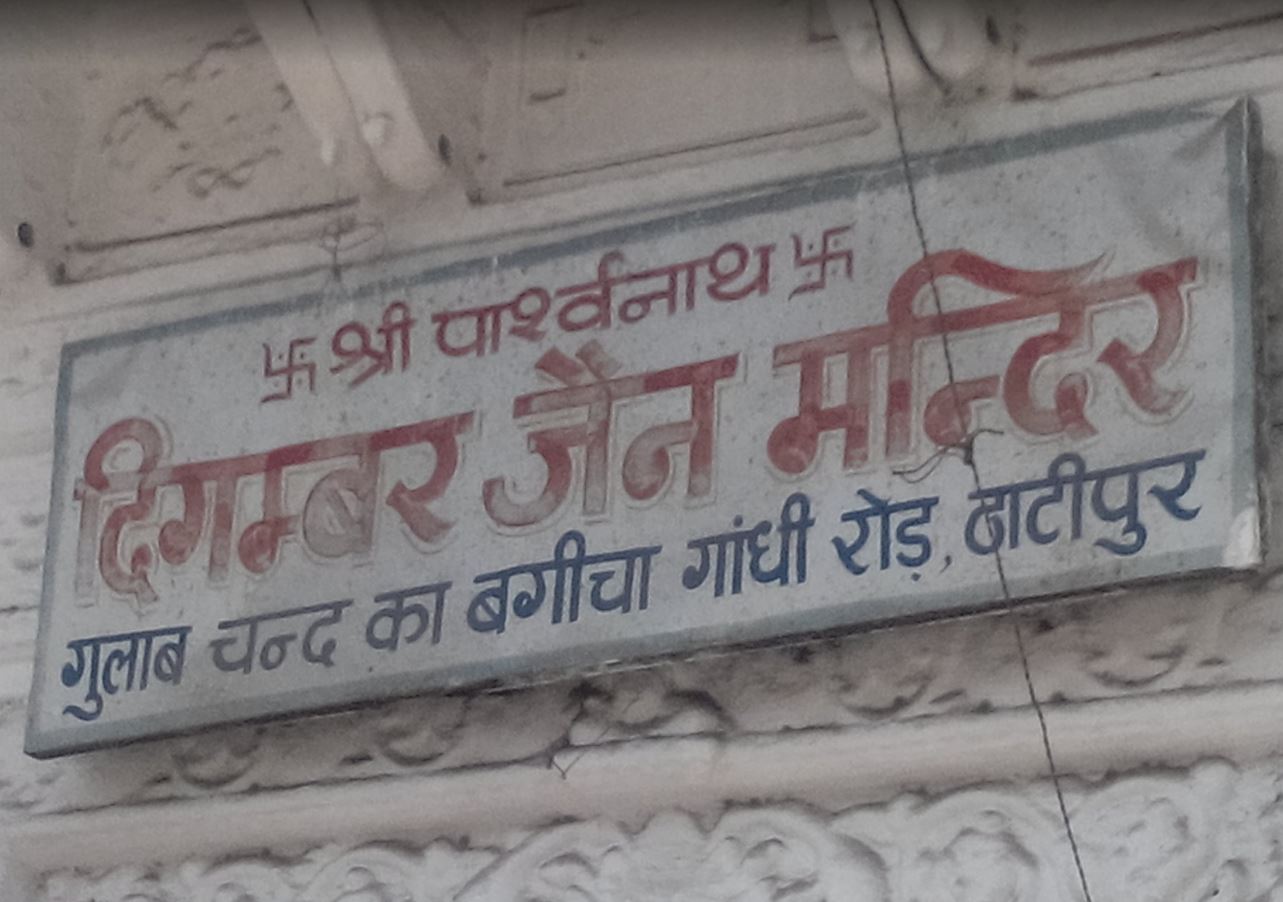 卐 श्री पार्श्वनाथ 卐
दिगम्बर जैन मन्दिर
गुलाब चन्द का बगीचा गांधी रोड़, ठाटीपुर